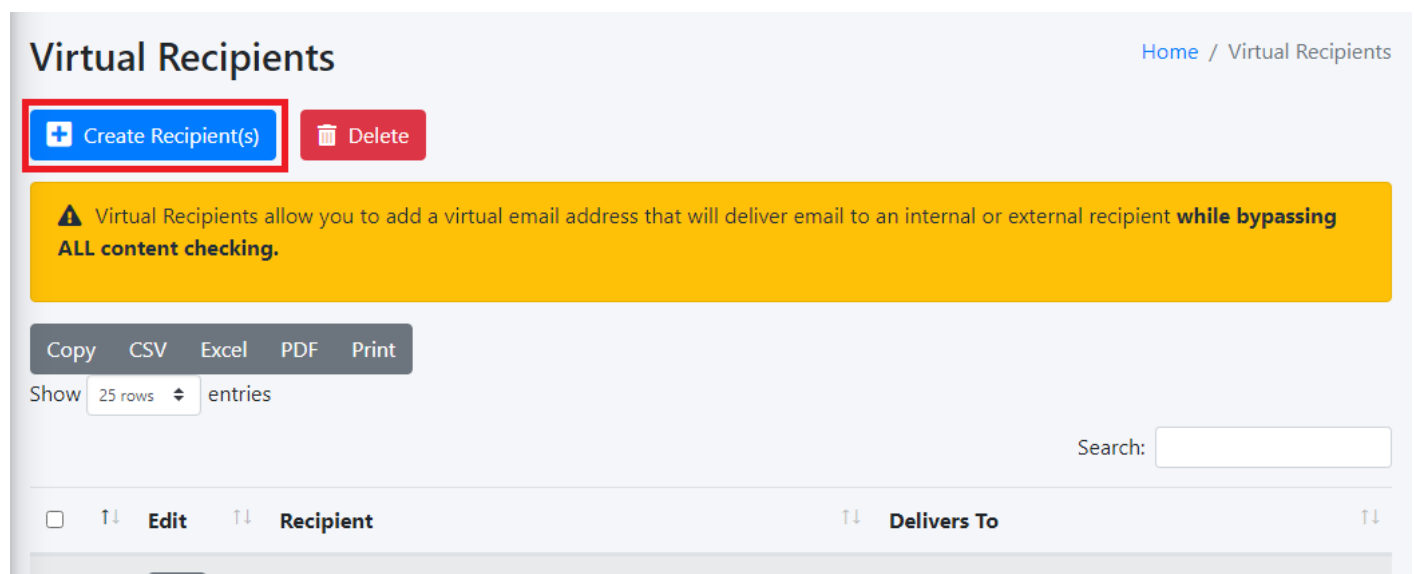 Virtual Recipients
Home / Virtual Recipients
Create Recipient(s)
Delete
Virtual Recipients allow you to add a virtual email address that will deliver email to an internal or external recipient while bypassing
ALL content checking.
Copy CSV Excel PDF Print
Show 25 rows entries
Search:
Edit Recipient Delivers To